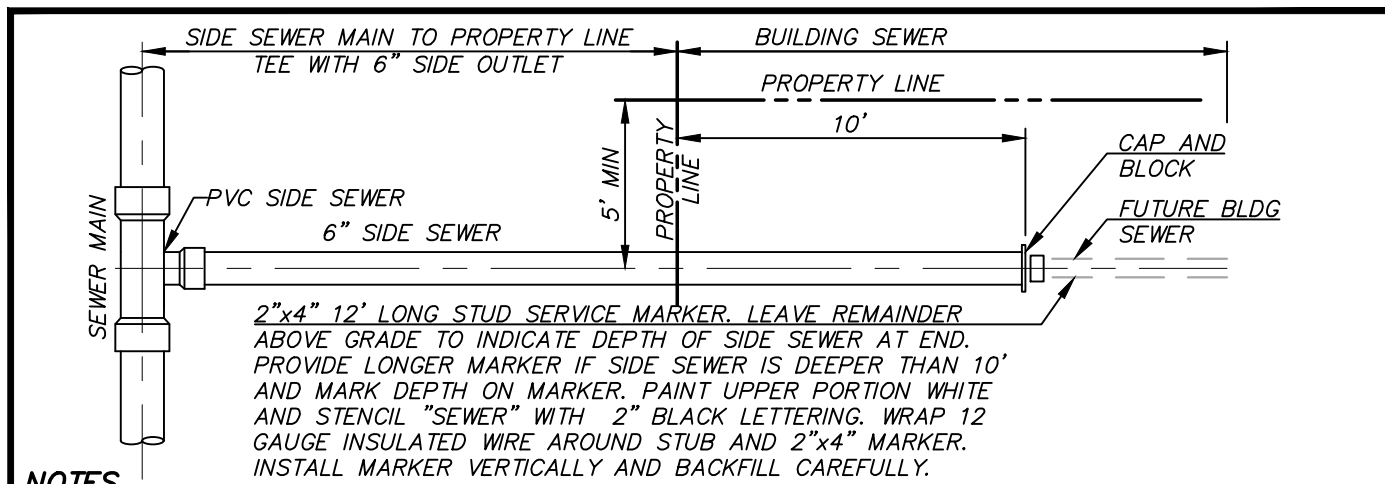 SIDE SEWER MAIN TO PROPERTY LINE
TEE WITH 6” SIDE OUTLET
BUILDING SEWER
PROPERTY LINE
10'
5' MIN
PROPERTY
LINE
CAP AND
BLOCK
PVC SIDE SEWER
6” SIDE SEWER
SEWER MAIN
FUTURE BLDG
SEWER
2”x4” 12' LONG STUD SERVICE MARKER. LEAVE REMAINDER
ABOVE GRADE TO INDICATE DEPTH OF SIDE SEWER AT END.
PROVIDE LONGER MARKER IF SIDE SEWER IS DEEPER THAN 10'
AND MARK DEPTH ON MARKER. PAINT UPPER PORTION WHITE
AND STENCIL ”SEWER” WITH 2” BLACK LETTERING. WRAP 12
GAUGE INSULATED WIRE AROUND STUB AND 2”x4” MARKER.
INSTALL MARKER VERTICALLY AND BACKFILL CAREFULLY.
NOTES